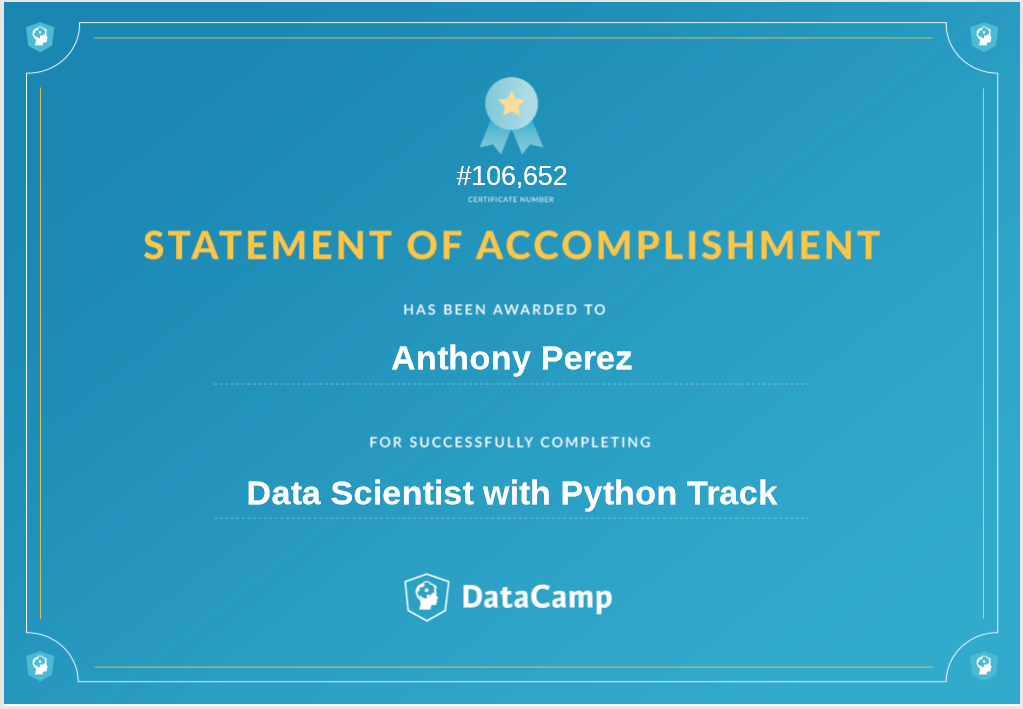 #106,652
CERTIFICATE NUMBER
STATEMENT OF ACCOMPLISHMENT
HAS BEEN AWARDED TO
Anthony Perez
FOR SUCCESSFULLY COMPLETING
Data Scientist with Python Track
DataCamp